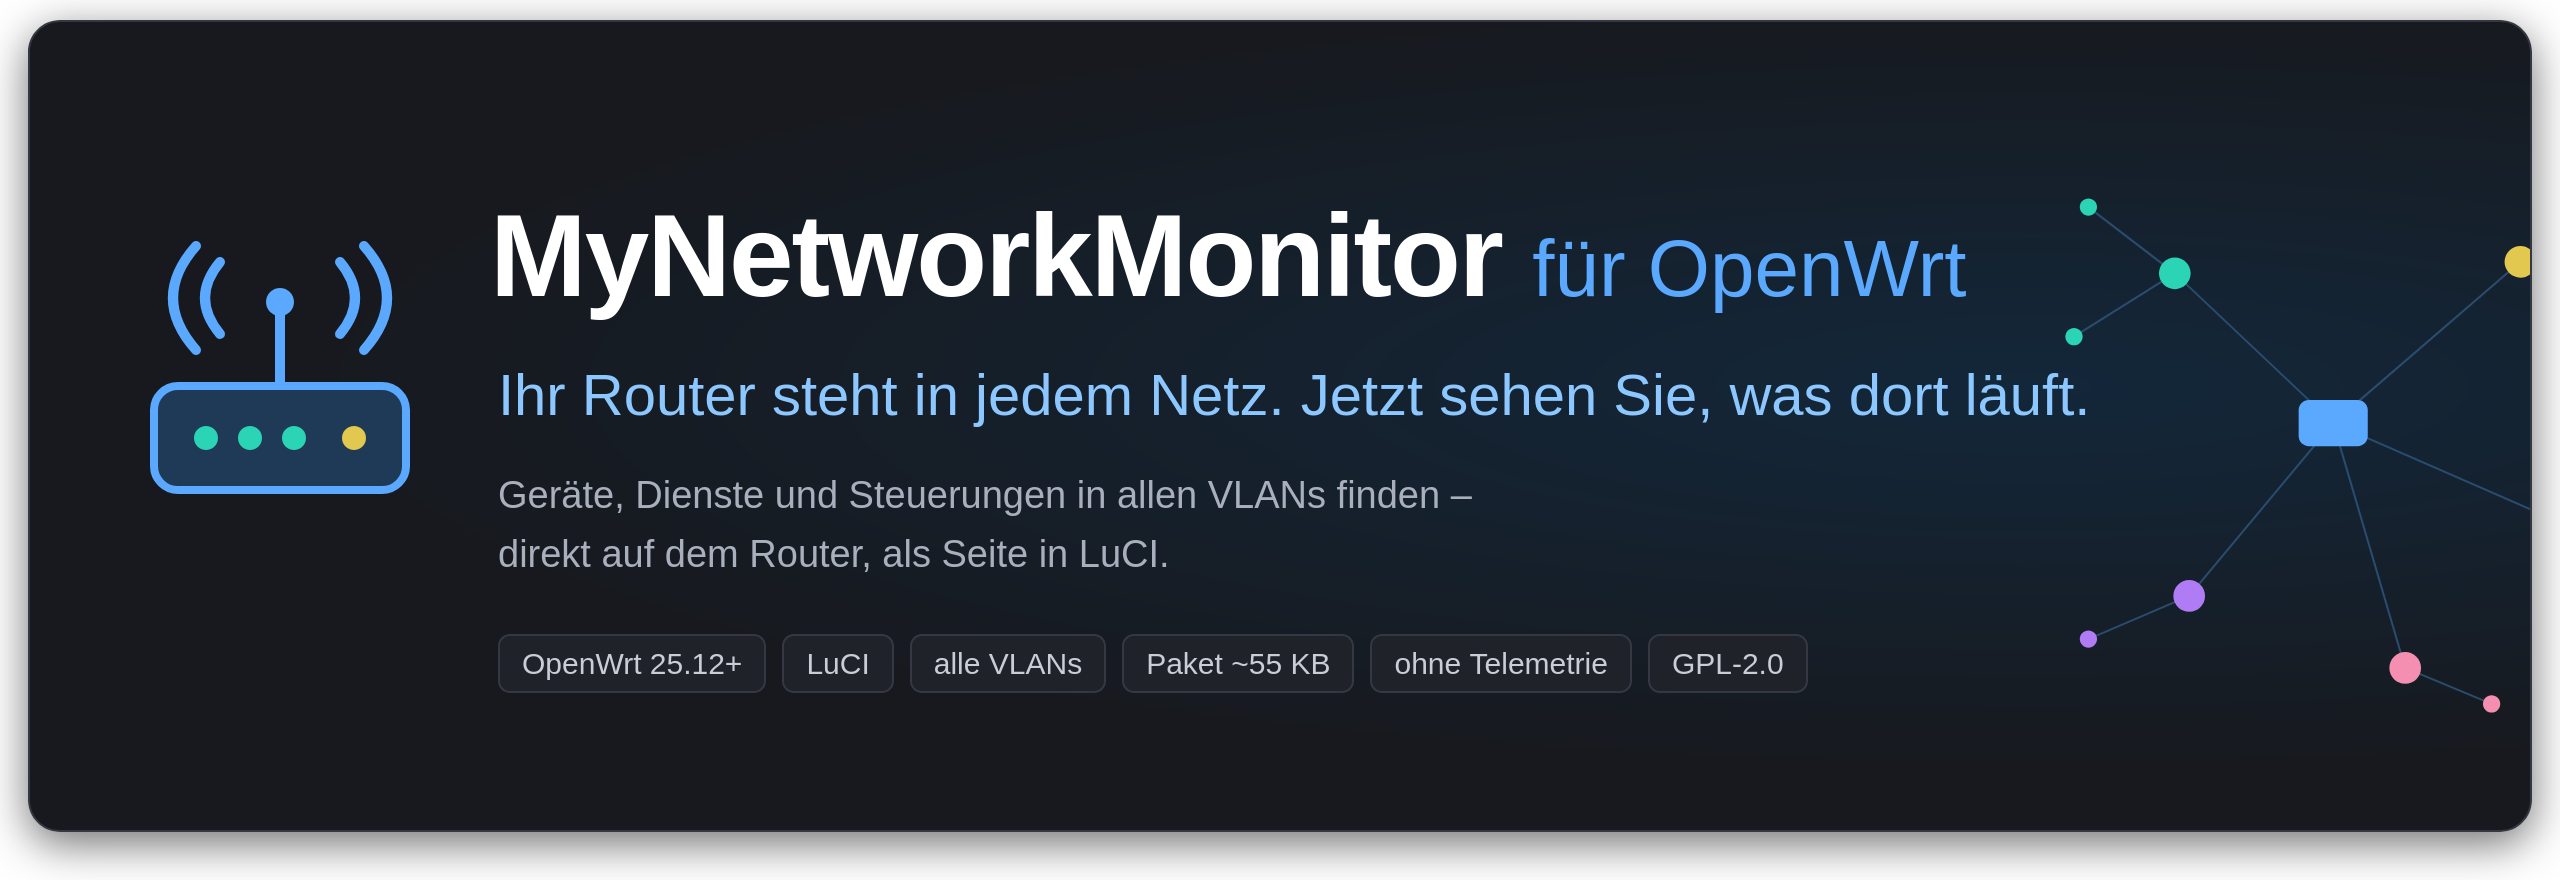 MyNetworkMonitor für OpenWrt
Ihr Router steht in jedem Netz. Jetzt sehen Sie, was dort läuft.
Geräte, Dienste und Steuerungen in allen VLANs finden –
direkt auf dem Router, als Seite in LuCI.
OpenWrt 25.12+ LuCI alle VLANs Paket ~55 KB ohne Telemetrie GPL-2.0